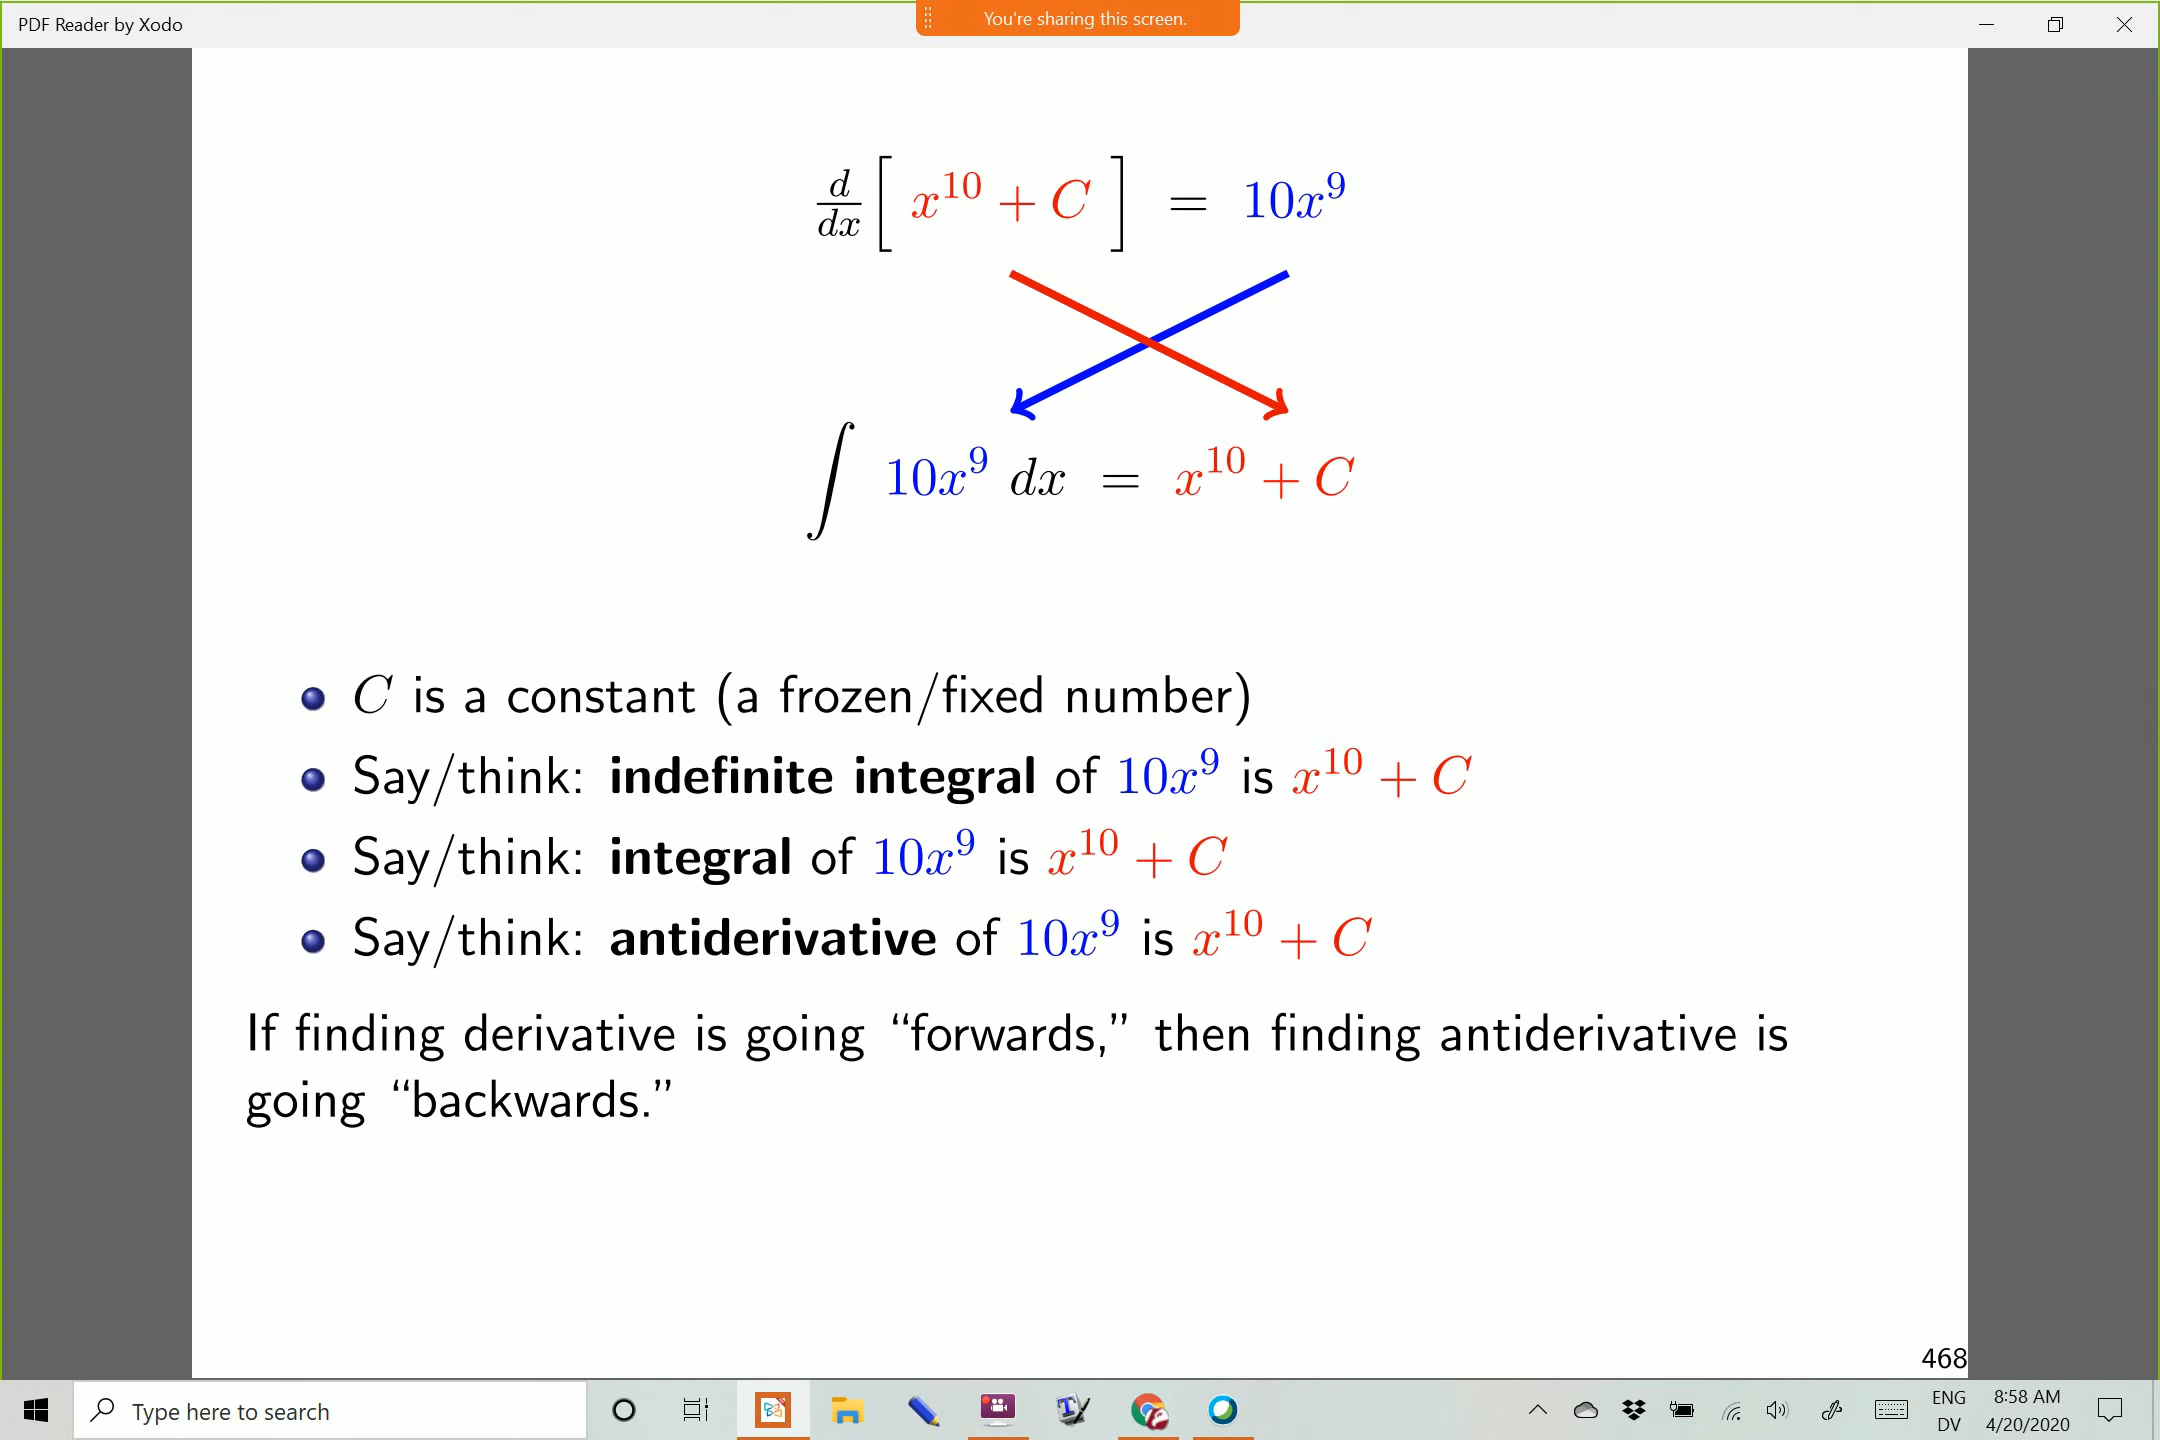 PDF Reader by Xodo
You're sharing this screen.
d/dx [ x^10 + C ] = 10x^9
∫ 10x^9 dx = x^10 + C
C is a constant (a frozen/fixed number)
Say/think: indefinite integral of 10x^9 is x^10 + C
Say/think: integral of 10x^9 is x^10 + C
Say/think: antiderivative of 10x^9 is x^10 + C
If finding derivative is going “forwards,” then finding antiderivative is
going “backwards.”
468
Type here to search
ENG
DV
8:58 AM
4/20/2020